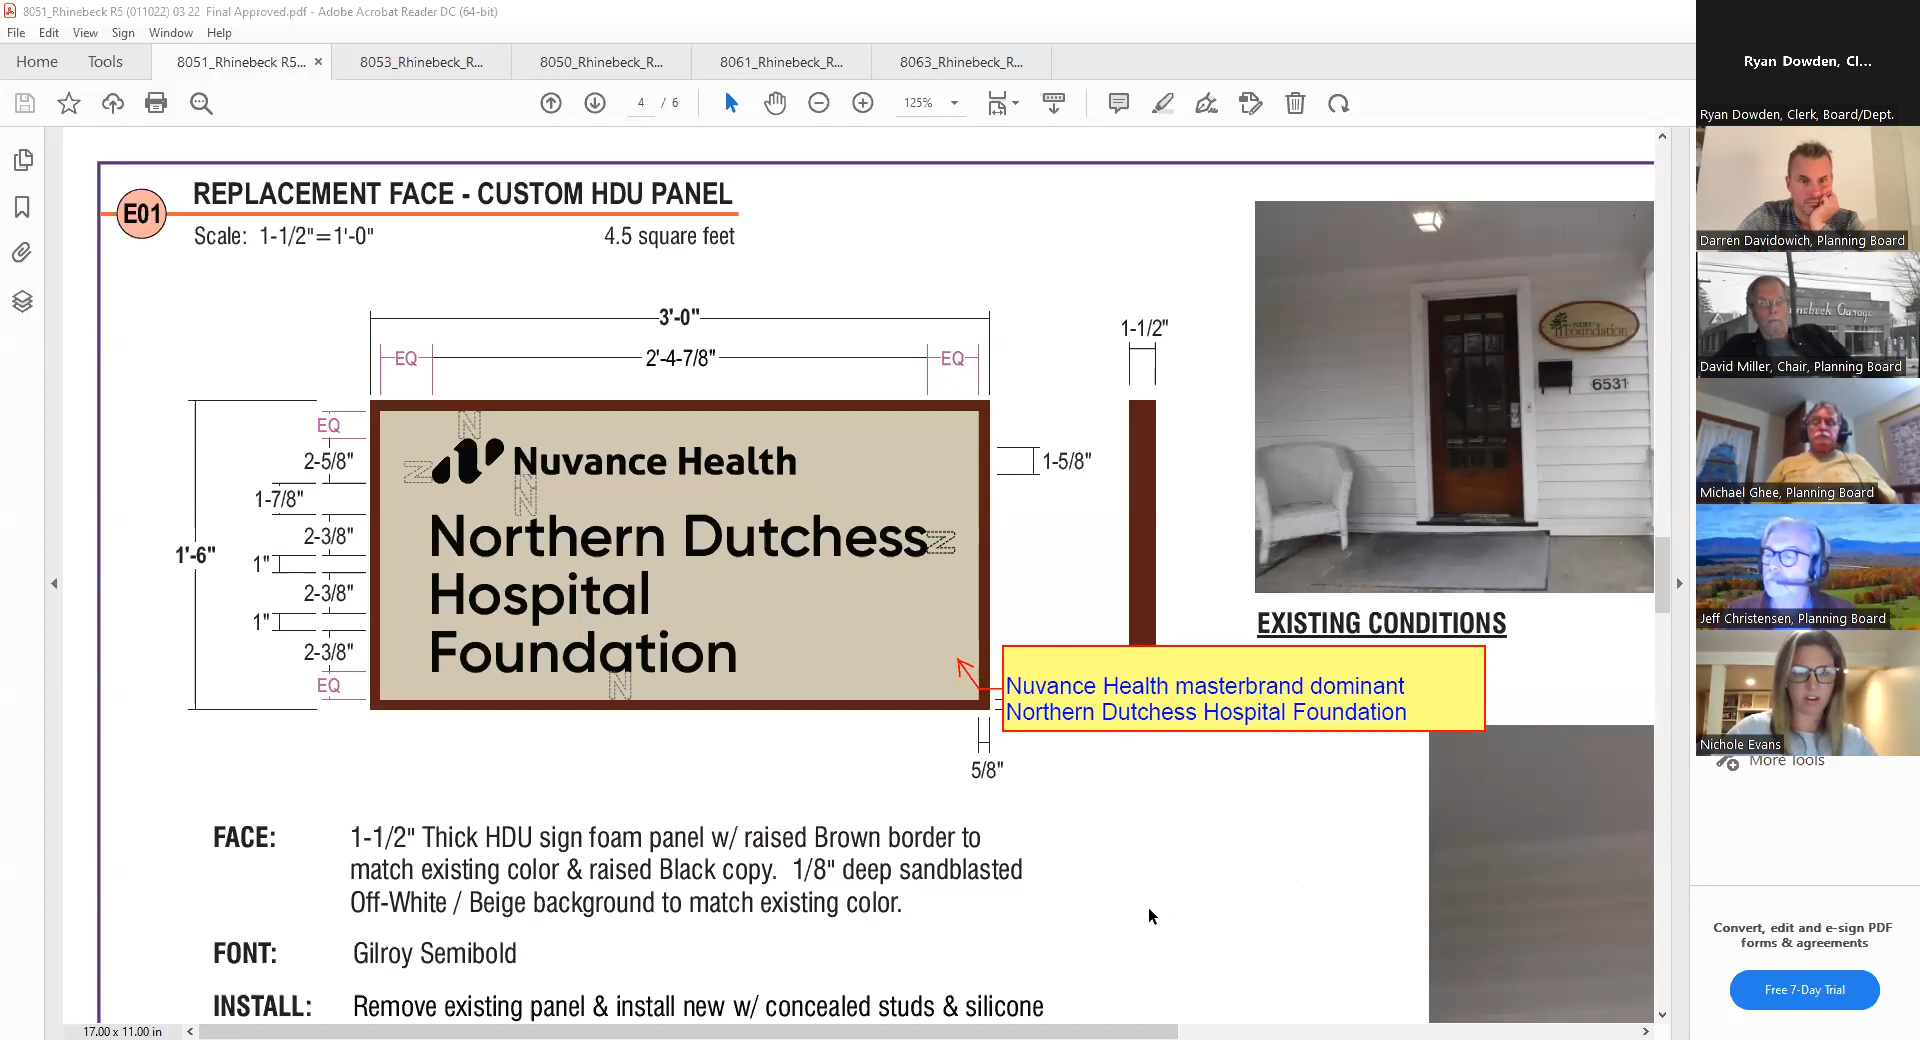 8051_Rhinebeck R5 (011022) 03 22  Final Approved.pdf - Adobe Acrobat Reader DC (64-bit)
File Edit View Sign Window Help
Home Tools 8051_Rhinebeck R5... × 8053_Rhinebeck_R... 8050_Rhinebeck_R... 8061_Rhinebeck_R... 8063_Rhinebeck_R...
4 / 6 125%
E01 REPLACEMENT FACE - CUSTOM HDU PANEL
Scale: 1-1/2"=1'-0" 4.5 square feet
3'-0"
EQ 2'-4-7/8" EQ
1-1/2"
1'-6"
EQ
2-5/8"
1-7/8"
2-3/8"
1"
2-3/8"
1"
2-3/8"
EQ
N
N
N
N
N
Nuvance Health
Northern Dutchess
Hospital
Foundation
1-5/8"
5/8"
Foundation
6531
EXISTING CONDITIONS
Nuvance Health masterbrand dominant
Northern Dutchess Hospital Foundation
FACE: 1-1/2" Thick HDU sign foam panel w/ raised Brown border to
match existing color & raised Black copy. 1/8" deep sandblasted
Off-White / Beige background to match existing color.
FONT: Gilroy Semibold
INSTALL: Remove existing panel & install new w/ concealed studs & silicone
17.00 x 11.00 in
Ryan Dowden, Cl...
Ryan Dowden, Clerk, Board/Dept.
Darren Davidowich, Planning Board
Garage
David Miller, Chair, Planning Board
Michael Ghee, Planning Board
Jeff Christensen, Planning Board
Nichole Evans
More Tools
Convert, edit and e-sign PDF
forms & agreements
Free 7-Day Trial